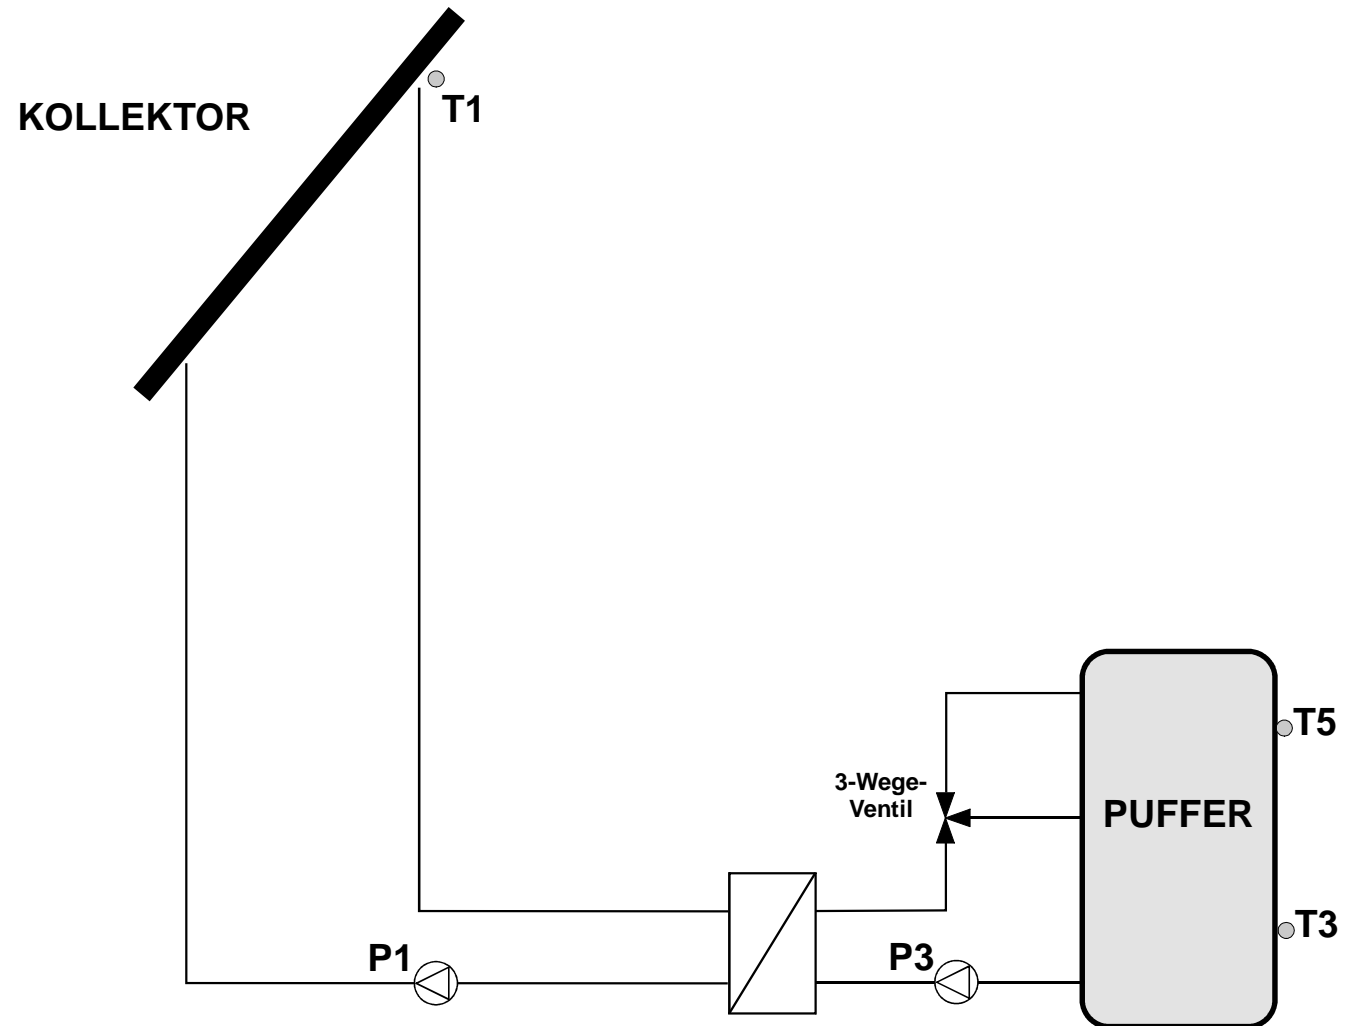 KOLLEKTOR
T1
T5
3-Wege-
Ventil
PUFFER
T3
P1
P3